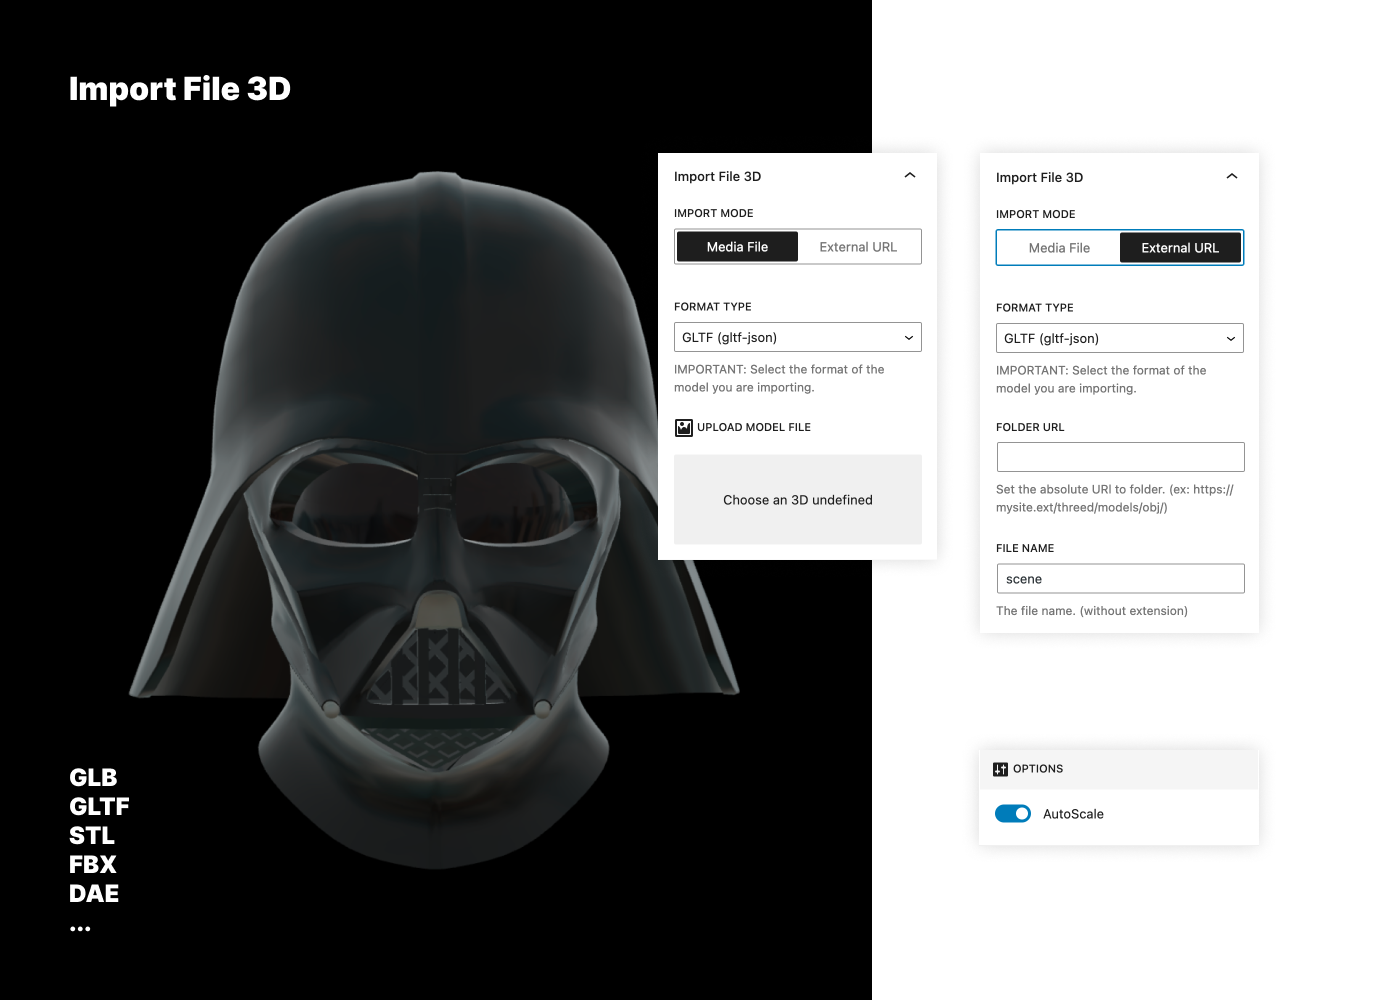 Import File 3D
Import File 3D
IMPORT MODE
Media File
External URL
FORMAT TYPE
GLTF (gltf-json)
IMPORTANT: Select the format of the
model you are importing.
UPLOAD MODEL FILE
Choose an 3D undefined
Import File 3D
IMPORT MODE
Media File
External URL
FORMAT TYPE
GLTF (gltf-json)
IMPORTANT: Select the format of the
model you are importing.
FOLDER URL
Set the absolute URI to folder. (ex: https://
mysite.ext/threed/models/obj/)
FILE NAME
scene
The file name. (without extension)
OPTIONS
AutoScale
GLB
GLTF
STL
FBX
DAE
...